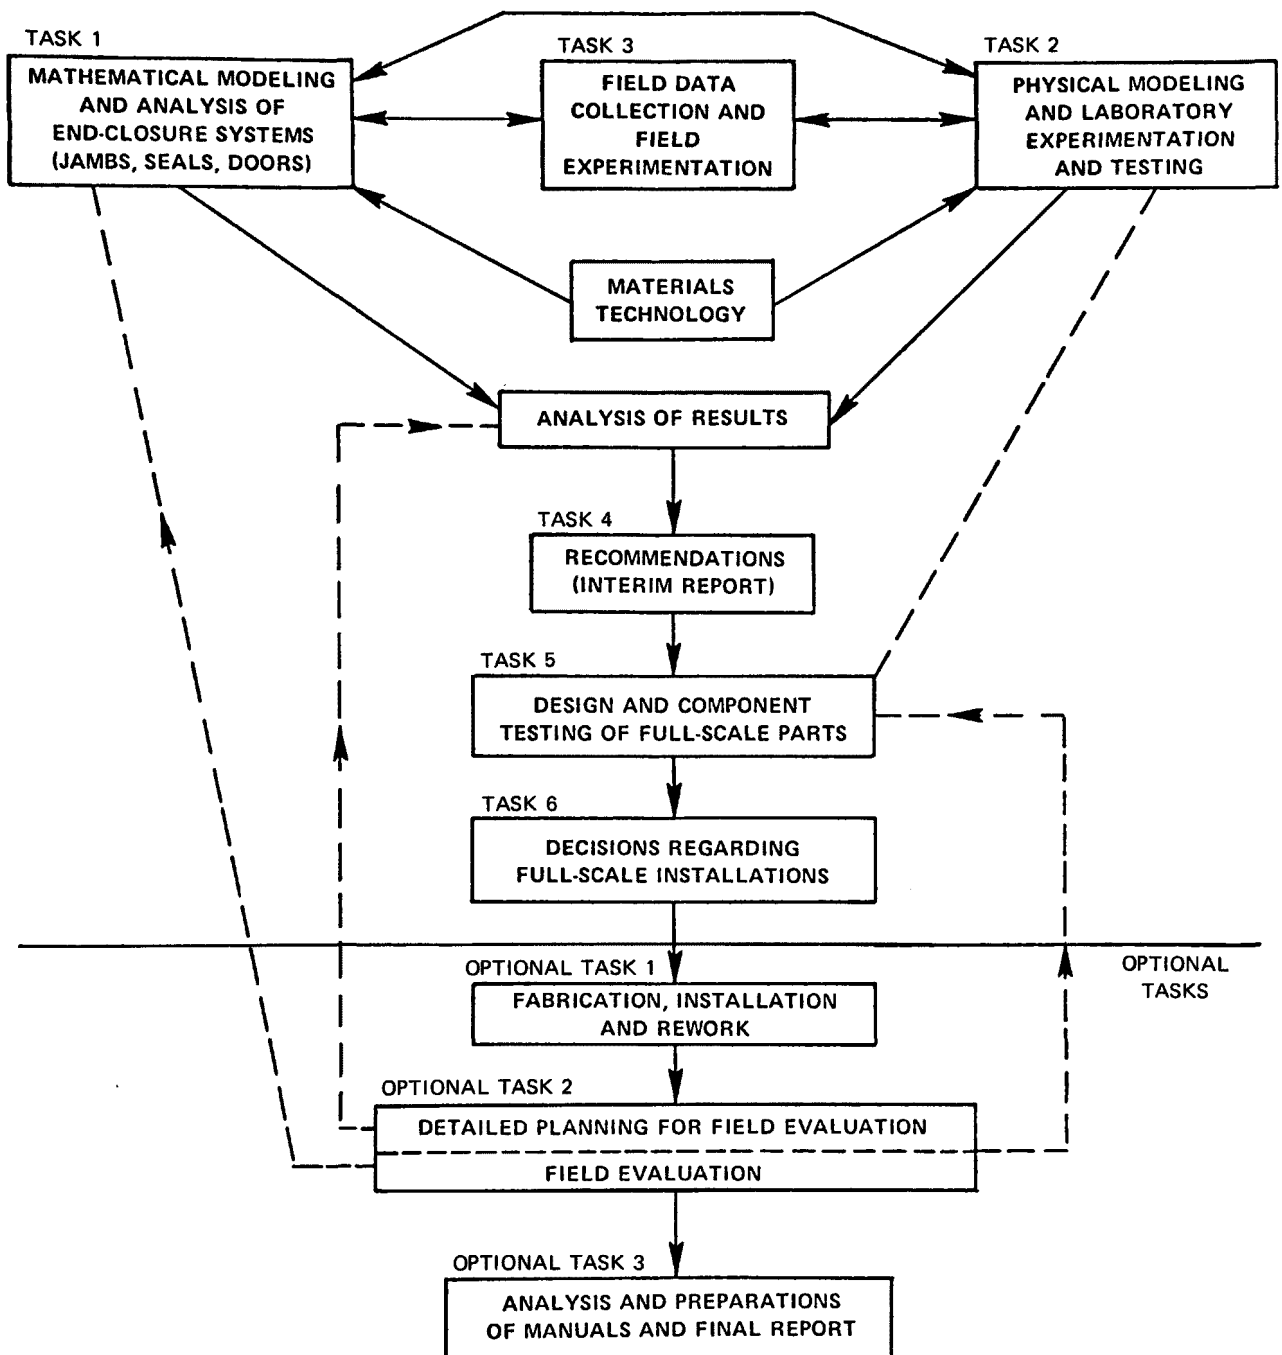 TASK 1
MATHEMATICAL MODELING
AND ANALYSIS OF
END-CLOSURE SYSTEMS
(JAMBS, SEALS, DOORS)
TASK 3
FIELD DATA
COLLECTION AND
FIELD
EXPERIMENTATION
TASK 2
PHYSICAL MODELING
AND LABORATORY
EXPERIMENTATION
AND TESTING
MATERIALS
TECHNOLOGY
ANALYSIS OF RESULTS
TASK 4
RECOMMENDATIONS
(INTERIM REPORT)
TASK 5
DESIGN AND COMPONENT
TESTING OF FULL-SCALE PARTS
TASK 6
DECISIONS REGARDING
FULL-SCALE INSTALLATIONS
OPTIONAL
TASKS
OPTIONAL TASK 1
FABRICATION, INSTALLATION
AND REWORK
OPTIONAL TASK 2
DETAILED PLANNING FOR FIELD EVALUATION
FIELD EVALUATION
OPTIONAL TASK 3
ANALYSIS AND PREPARATIONS
OF MANUALS AND FINAL REPORT